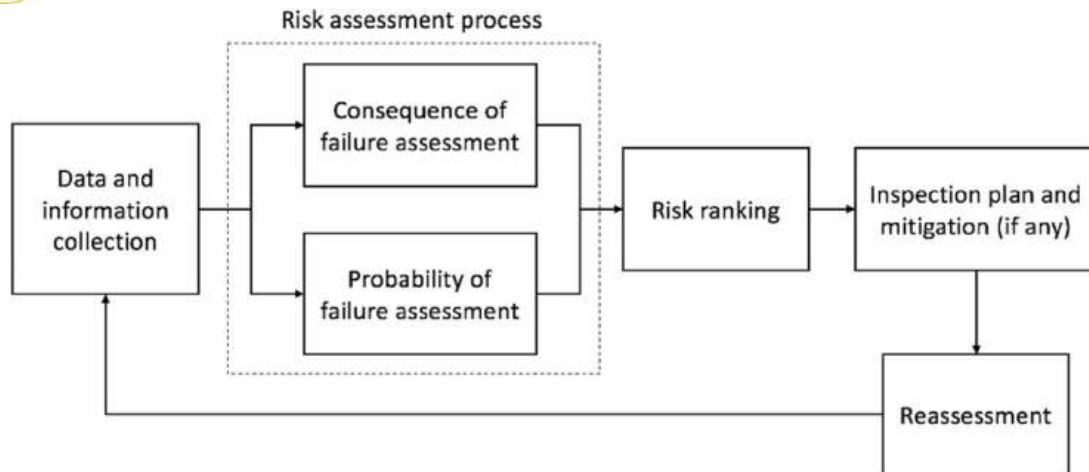 Risk assessment process
Data and
information
collection
Consequence of
failure assessment
Probability of
failure assessment
Risk ranking
Inspection plan and
mitigation (if any)
Reassessment